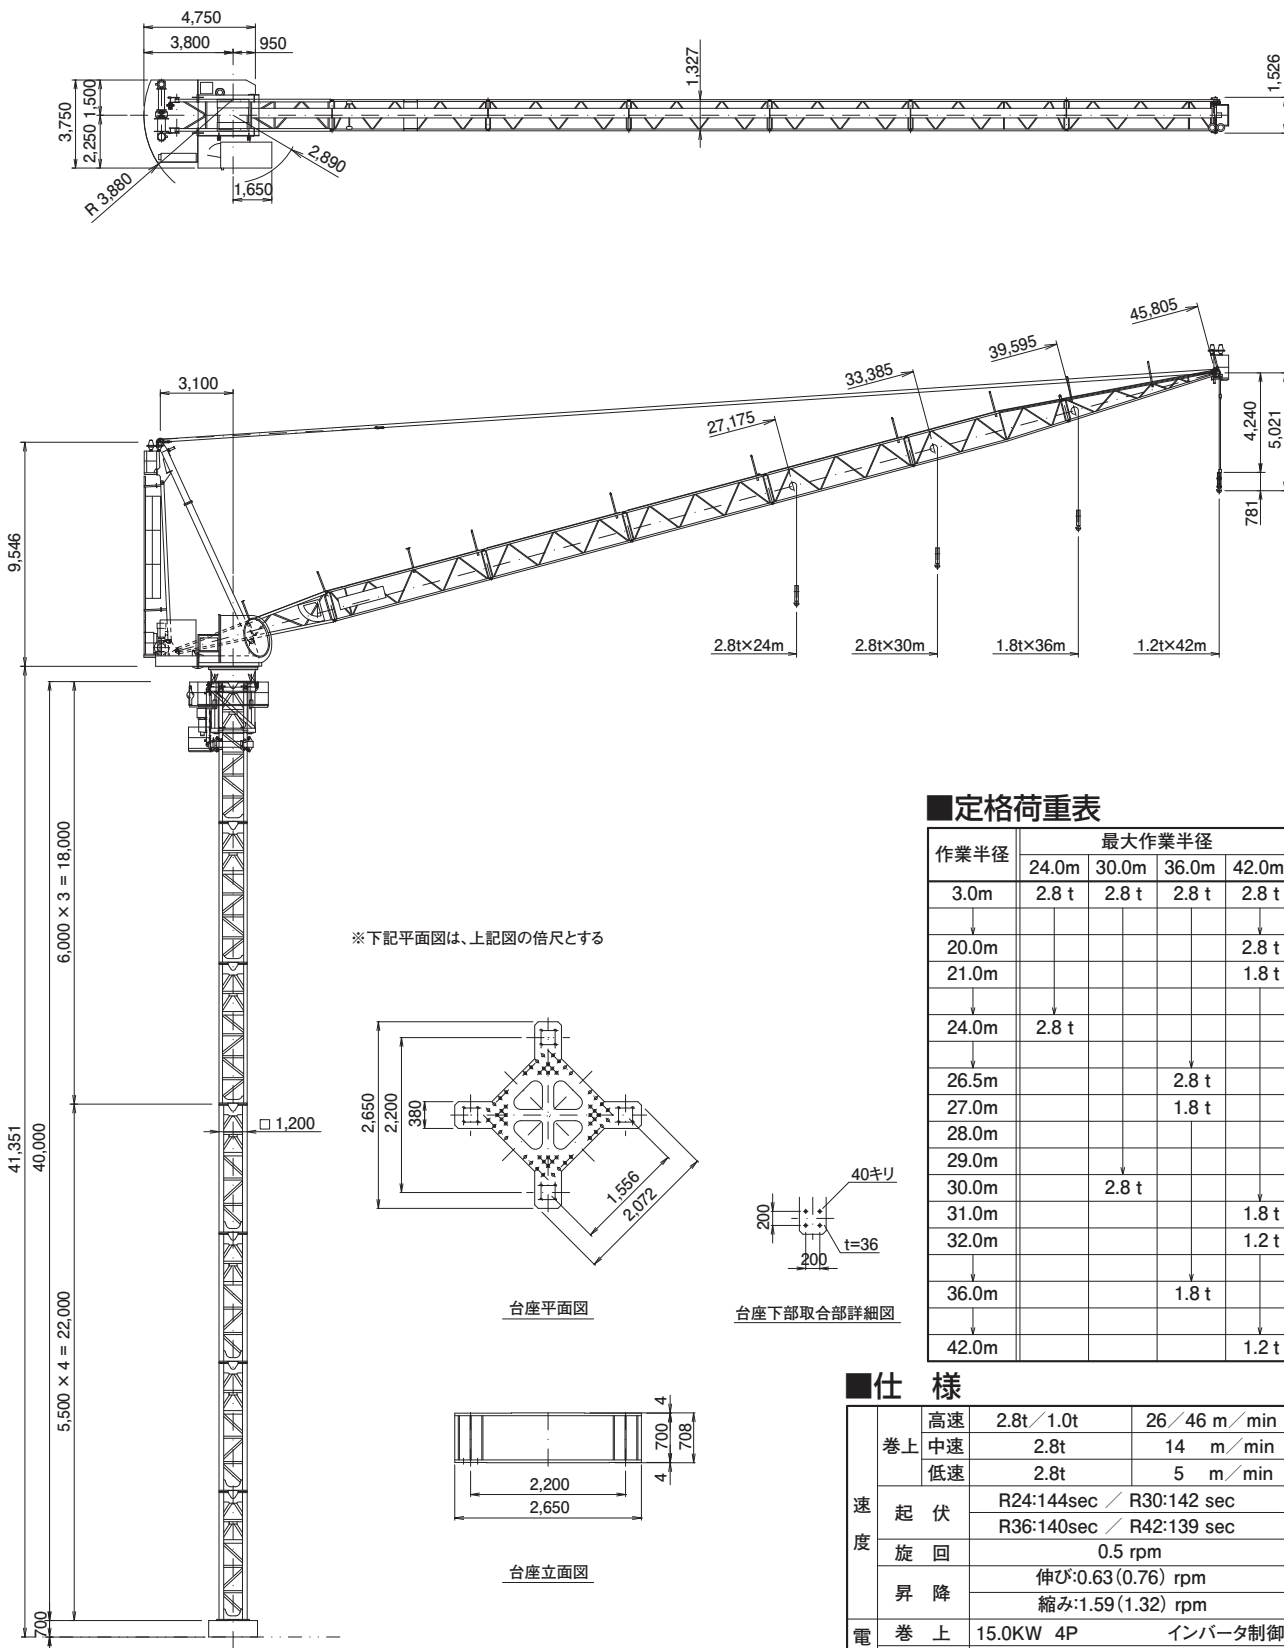 4,750
3,800
950
1,327
1,526
3,750
1,500
2,250
R 3,880
2,890
1,650
45,805
39,595
33,385
27,175
3,100
4,240
5,021
781
9,546
2.8t×24m
2.8t×30m
1.8t×36m
1.2t×42m
41,351
40,000
6,000 × 3 = 18,000
5,500 × 4 = 22,000
700
□ 1,200
※下記平面図は、上記図の倍尺とする
2,650
2,200
380
1,556
2,072
台座平面図
200
200
40キリ
t=36
台座下部取合部詳細図
4
700
708
4
2,200
2,650
台座立面図
■定格荷重表
作業半径 最大作業半径
24.0m 30.0m 36.0m 42.0m
3.0m 2.8 t 2.8 t 2.8 t 2.8 t
20.0m 2.8 t
21.0m 1.8 t
24.0m 2.8 t
26.5m 2.8 t
27.0m 1.8 t
28.0m
29.0m
30.0m 2.8 t
31.0m 1.8 t
32.0m 1.2 t
36.0m 1.8 t
42.0m 1.2 t
■仕 様
速度 巻上 高速 2.8t/1.0t 26/46 m/min
中速 2.8t 14 m/min
低速 2.8t 5 m/min
起 伏 R24:144sec / R30:142 sec
R36:140sec / R42:139 sec
旋 回 0.5 rpm
昇 降 伸び:0.63(0.76) rpm
縮み:1.59(1.32) rpm
電 巻 上 15.0KW 4P インバータ制御